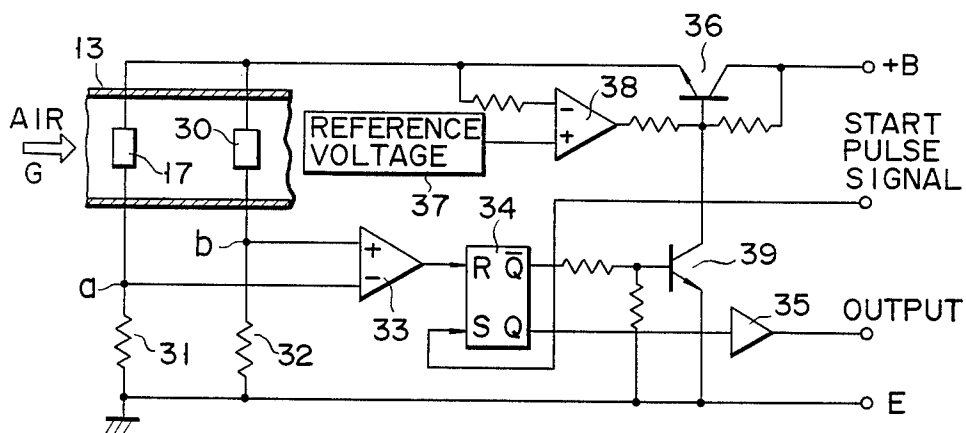 36
13
+B
38
AIR
30
START
REFERENCE
VOLTAGE
PULSE
SIGNAL
G
17
37
34
b
R
Q̅
39
a
33
35
OUTPUT
S
Q
31
32
E
+
−
−
+